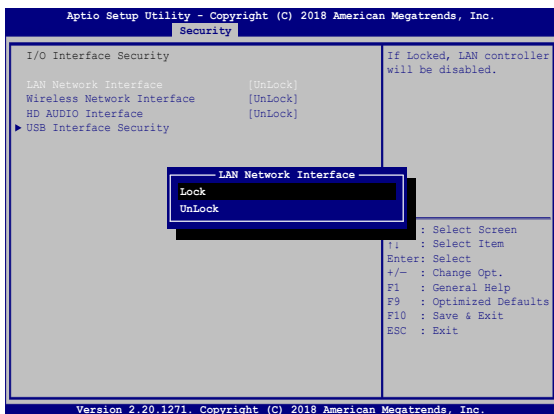 Aptio Setup Utility - Copyright (C) 2018 American Megatrends, Inc.
Security
I/O Interface Security
LAN Network Interface [UnLock]
Wireless Network Interface [UnLock]
HD AUDIO Interface [UnLock]
▶ USB Interface Security
If Locked, LAN controller
will be disabled.
LAN Network Interface
Lock
UnLock
: Select Screen
↑↓ : Select Item
Enter: Select
+/— : Change Opt.
F1 : General Help
F9 : Optimized Defaults
F10 : Save & Exit
ESC : Exit
Version 2.20.1271. Copyright (C) 2018 American Megatrends, Inc.